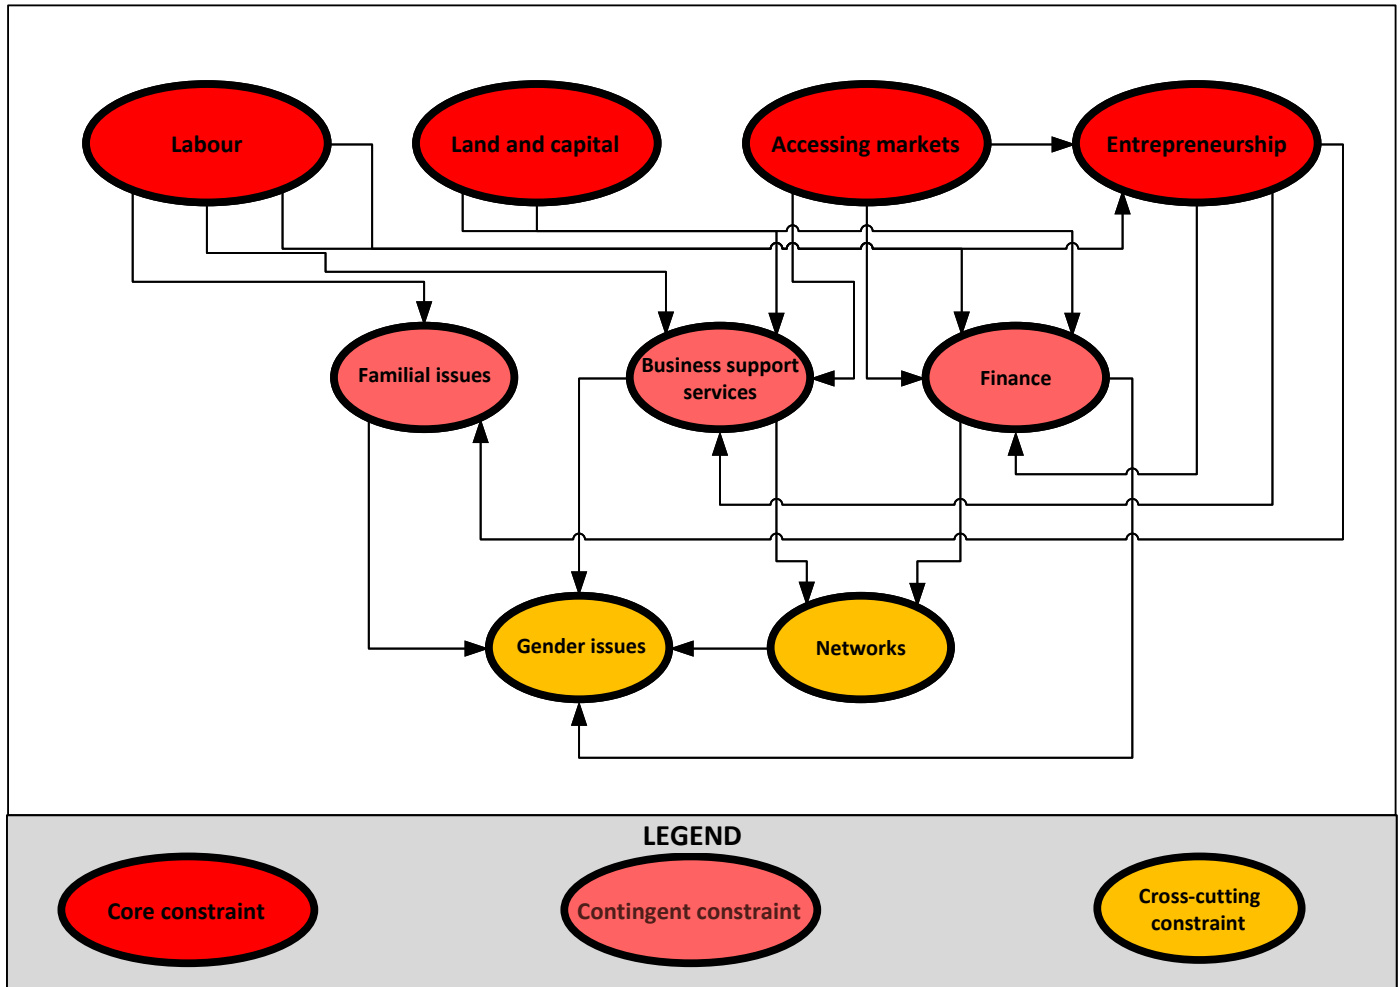 Labour
Land and capital
Accessing markets
Entrepreneurship
Familial issues
Business support
services
Finance
Gender issues
Networks
LEGEND
Core constraint
Contingent constraint
Cross-cutting
constraint